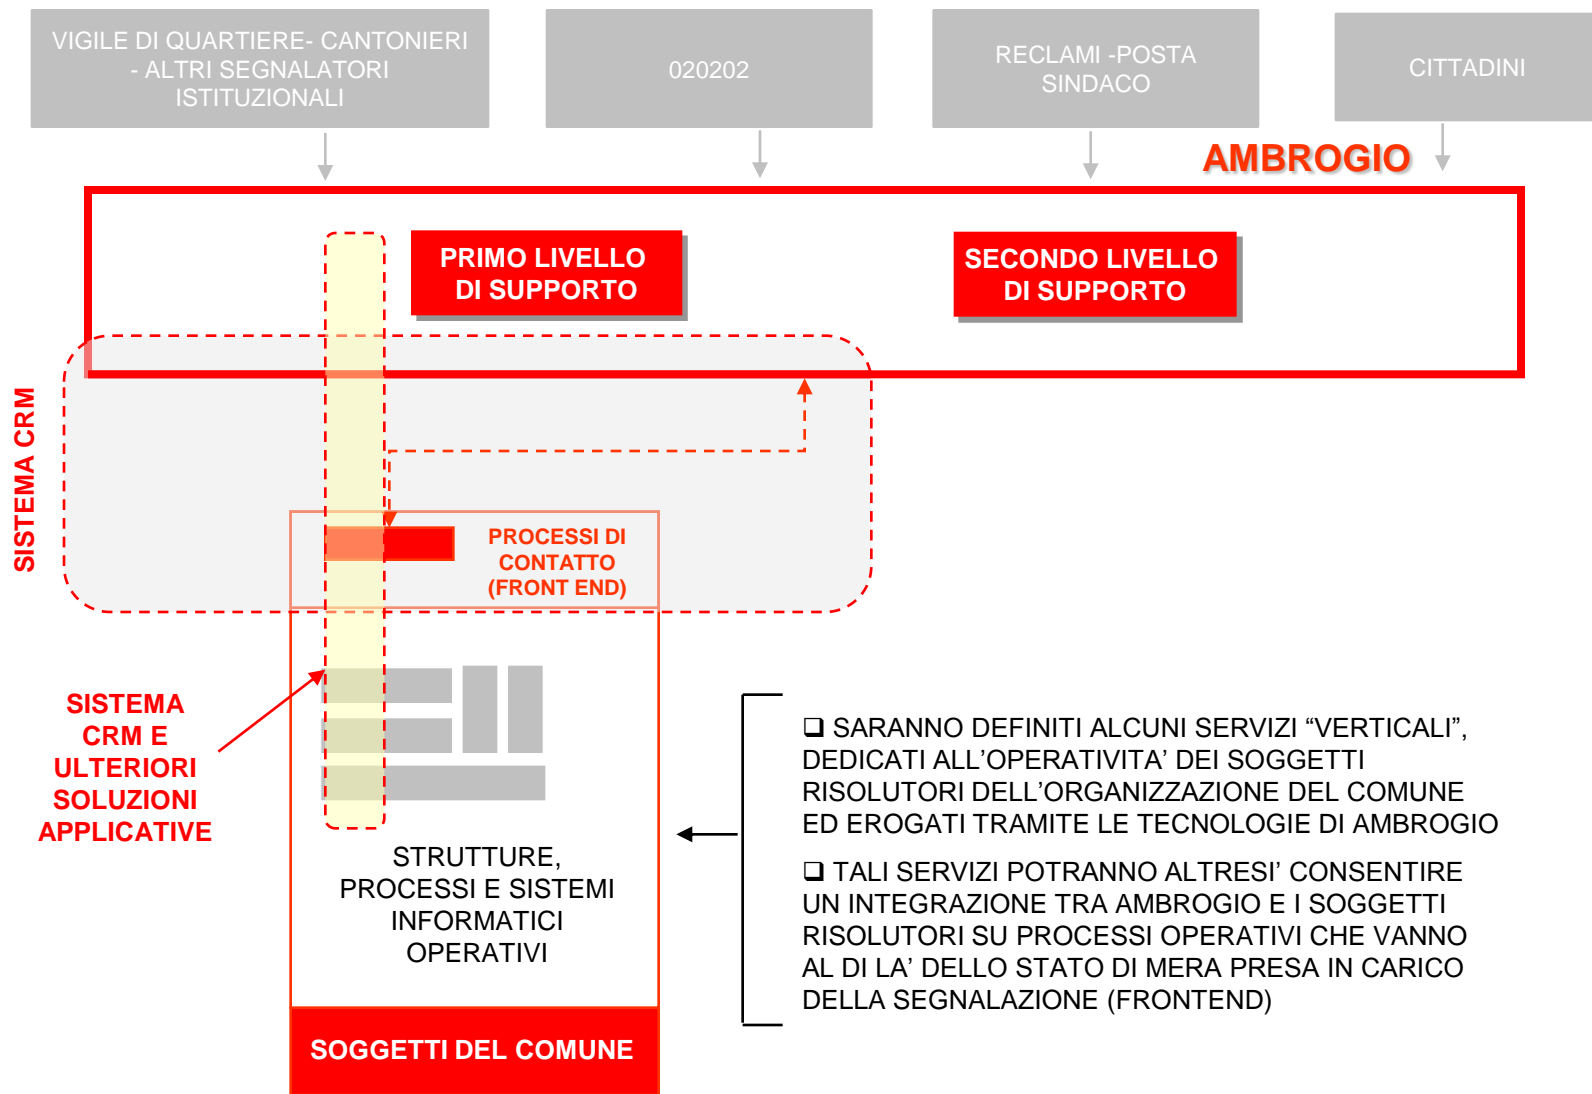 VIGILE DI QUARTIERE- CANTONIERI
- ALTRI SEGNALATORI
ISTITUZIONALI
020202
RECLAMI -POSTA
SINDACO
CITTADINI
AMBROGIO
PRIMO LIVELLO
DI SUPPORTO
SECONDO LIVELLO
DI SUPPORTO
SISTEMA CRM
PROCESSI DI
CONTATTO
(FRONT END)
SISTEMA
CRM E
ULTERIORI
SOLUZIONI
APPLICATIVE
STRUTTURE,
PROCESSI E SISTEMI
INFORMATICI
OPERATIVI
SOGGETTI DEL COMUNE
❑ SARANNO DEFINITI ALCUNI SERVIZI “VERTICALI”,
DEDICATI ALL’OPERATIVITA’ DEI SOGGETTI
RISOLUTORI DELL’ORGANIZZAZIONE DEL COMUNE
ED EROGATI TRAMITE LE TECNOLOGIE DI AMBROGIO
❑ TALI SERVIZI POTRANNO ALTRESI’ CONSENTIRE
UN INTEGRAZIONE TRA AMBROGIO E I SOGGETTI
RISOLUTORI SU PROCESSI OPERATIVI CHE VANNO
AL DI LA’ DELLO STATO DI MERA PRESA IN CARICO
DELLA SEGNALAZIONE (FRONTEND)